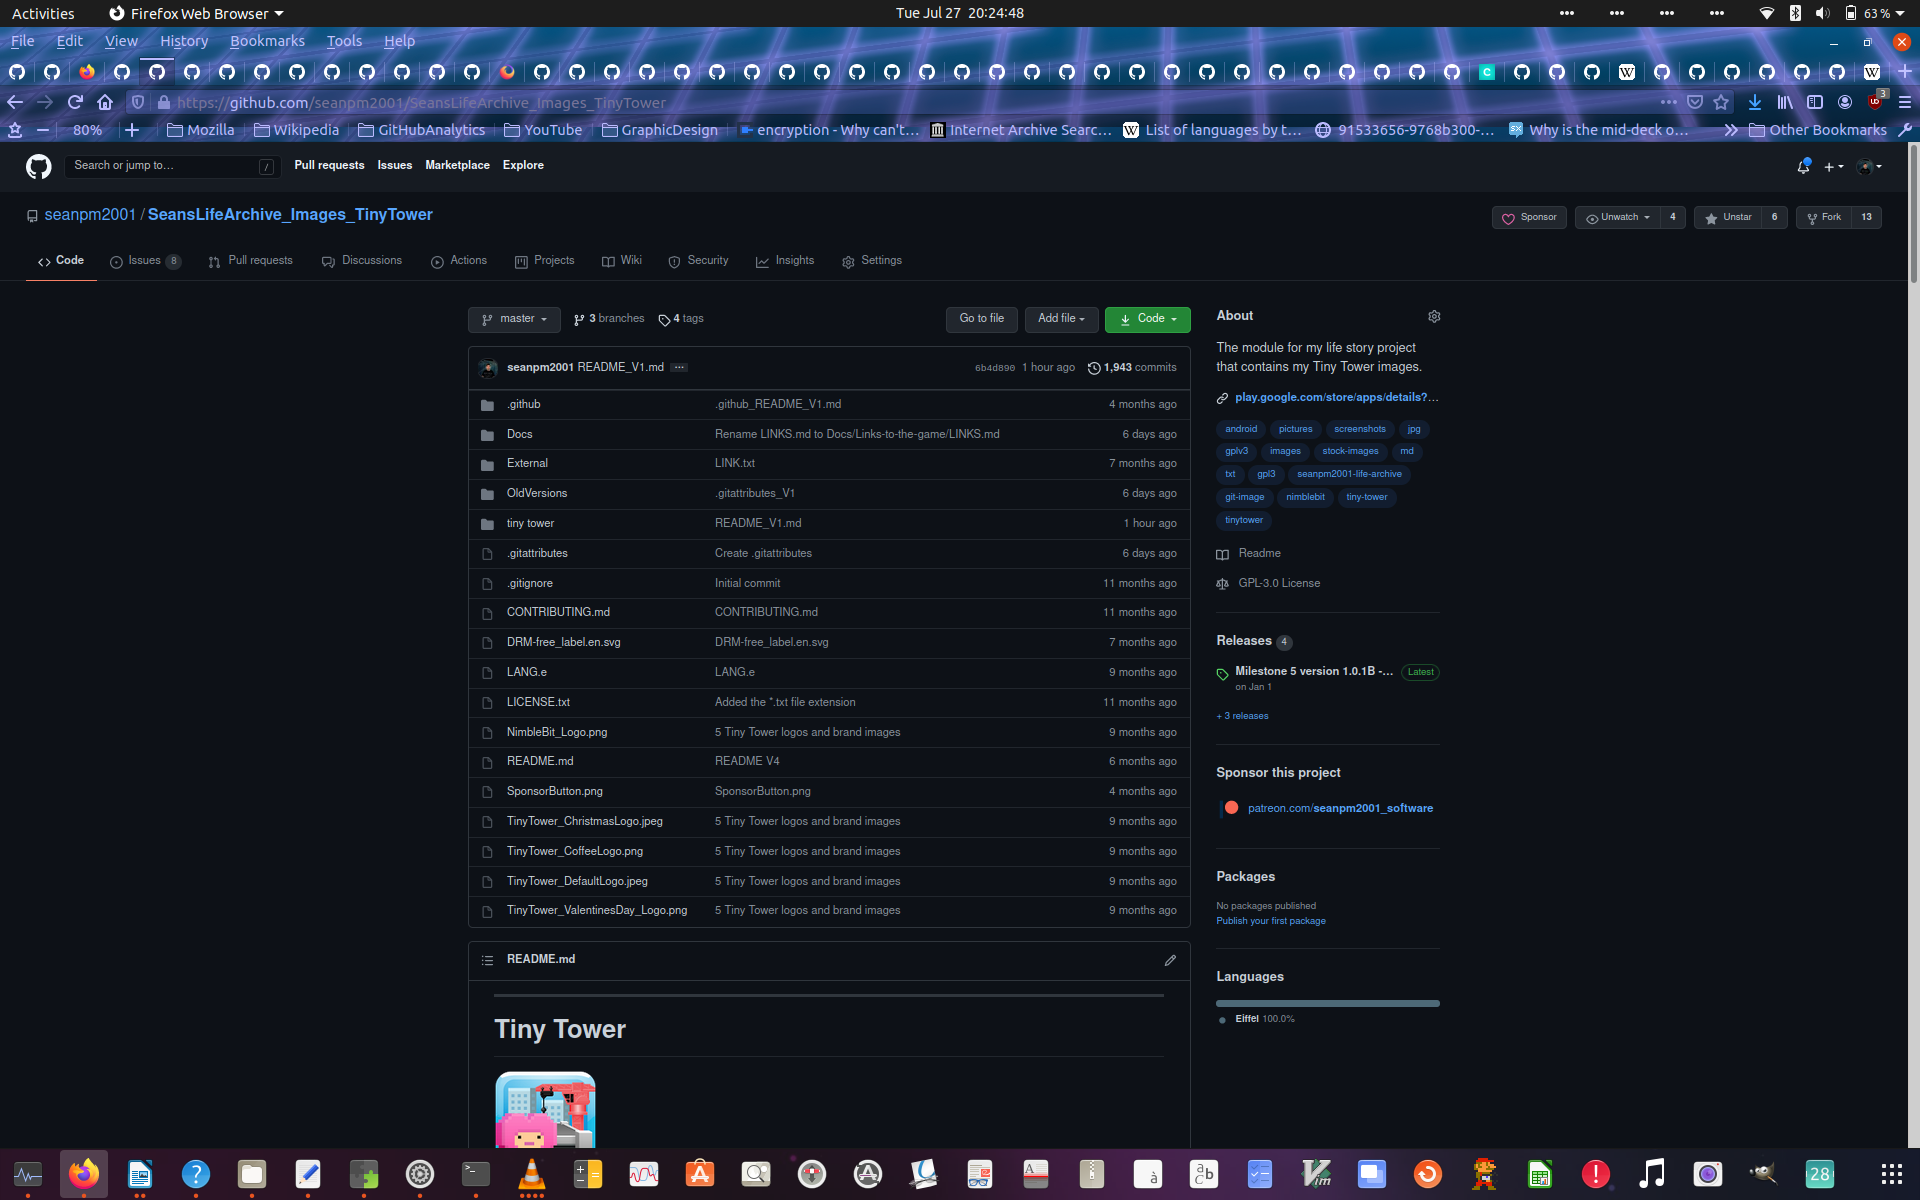 Activities Firefox Web Browser Tue Jul 27 20:24:48 63 %
File Edit View History Bookmarks Tools Help
https://github.com/seanpm2001/SeansLifeArchive_Images_TinyTower 3
80% Mozilla Wikipedia GitHubAnalytics YouTube GraphicDesign encryption - Why can't… Internet Archive Searc… List of languages by t… 91533656-9768b300-… Why is the mid-deck o… Other Bookmarks
Search or jump to… / Pull requests Issues Marketplace Explore
seanpm2001 / SeansLifeArchive_Images_TinyTower Sponsor Unwatch 4 Unstar 6 Fork 13
Code Issues 8 Pull requests Discussions Actions Projects Wiki Security Insights Settings
master 3 branches 4 tags Go to file Add file Code
seanpm2001 README_V1.md ... 6b4d890 1 hour ago 1,943 commits
.github .github_README_V1.md 4 months ago
Docs Rename LINKS.md to Docs/Links-to-the-game/LINKS.md 6 days ago
External LINK.txt 7 months ago
OldVersions .gitattributes_V1 6 days ago
tiny tower README_V1.md 1 hour ago
.gitattributes Create .gitattributes 6 days ago
.gitignore Initial commit 11 months ago
CONTRIBUTING.md CONTRIBUTING.md 11 months ago
DRM-free_label.en.svg DRM-free_label.en.svg 7 months ago
LANG.e LANG.e 9 months ago
LICENSE.txt Added the *.txt file extension 11 months ago
NimbleBit_Logo.png 5 Tiny Tower logos and brand images 9 months ago
README.md README V4 6 months ago
SponsorButton.png SponsorButton.png 4 months ago
TinyTower_ChristmasLogo.jpeg 5 Tiny Tower logos and brand images 9 months ago
TinyTower_CoffeeLogo.png 5 Tiny Tower logos and brand images 9 months ago
TinyTower_DefaultLogo.jpeg 5 Tiny Tower logos and brand images 9 months ago
TinyTower_ValentinesDay_Logo.png 5 Tiny Tower logos and brand images 9 months ago
README.md
Tiny Tower
About
The module for my life story project
that contains my Tiny Tower images.
play.google.com/store/apps/details?…
android pictures screenshots jpg
gplv3 images stock-images md
txt gpl3 seanpm2001-life-archive
git-image nimblebit tiny-tower
tinytower
Readme
GPL-3.0 License
Releases 4
Milestone 5 version 1.0.1B -… Latest
on Jan 1
+ 3 releases
Sponsor this project
patreon.com/seanpm2001_software
Packages
No packages published
Publish your first package
Languages
Eiffel 100.0%
28